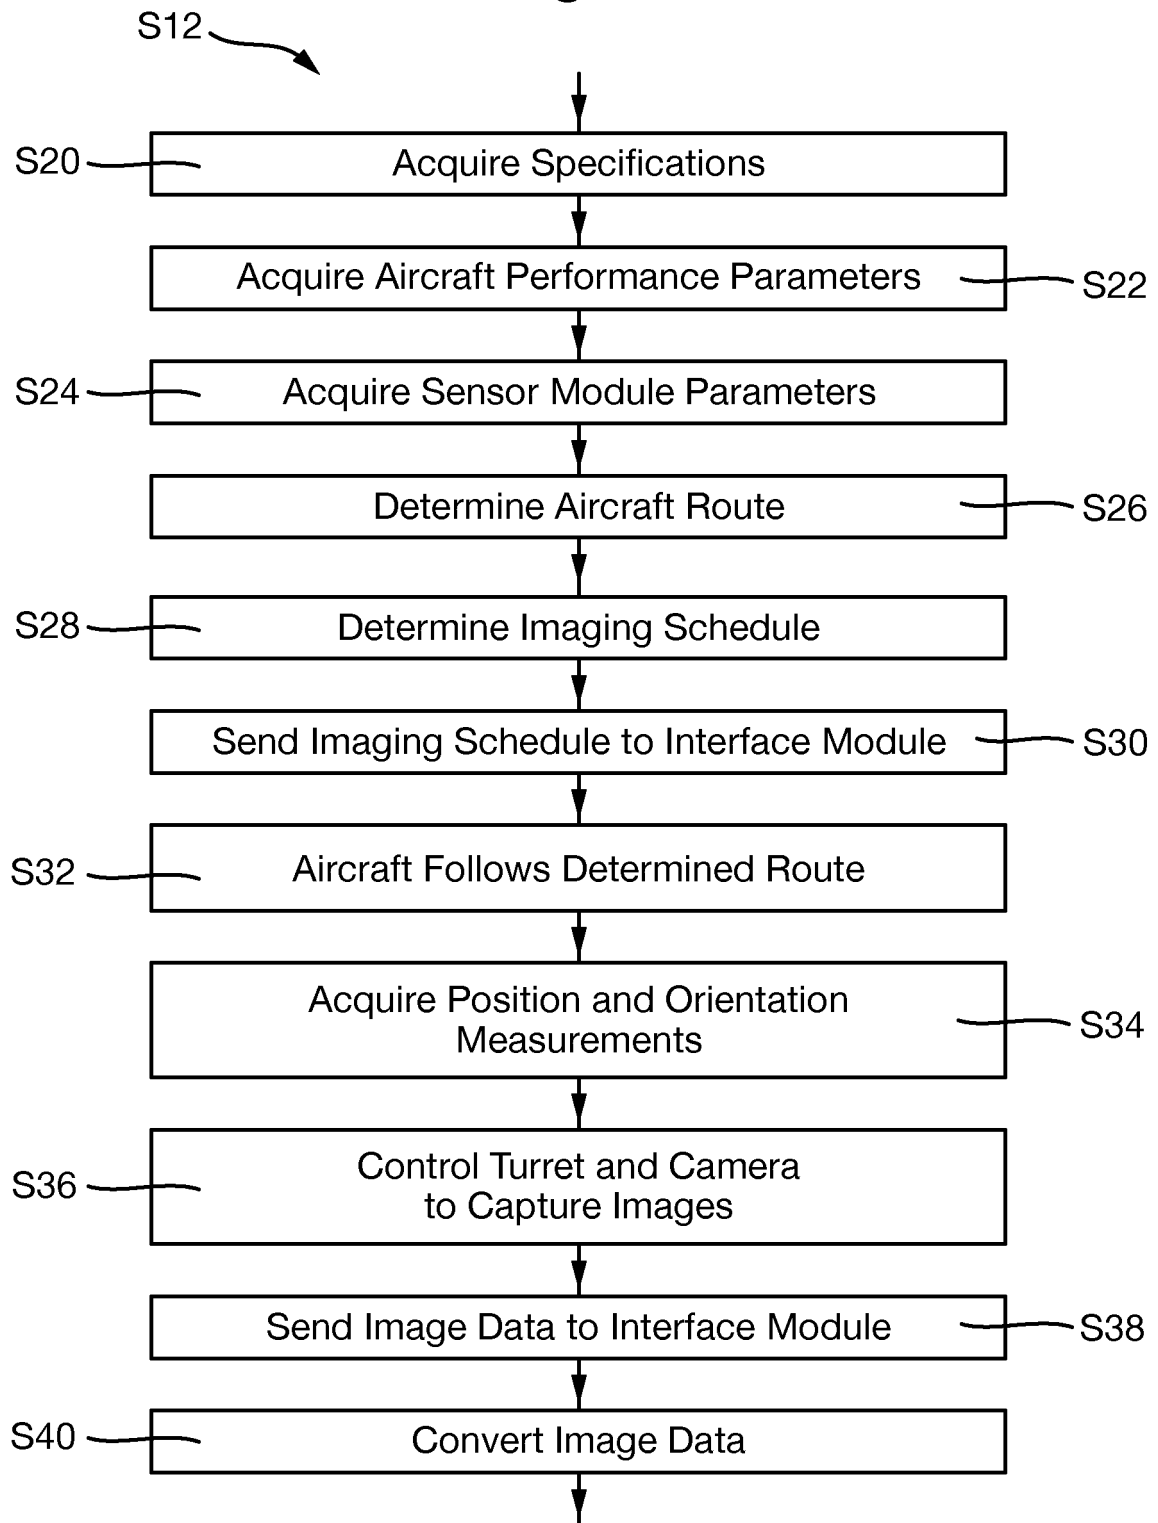 S12
S20
Acquire Specifications
Acquire Aircraft Performance Parameters
S22
S24
Acquire Sensor Module Parameters
Determine Aircraft Route
S26
S28
Determine Imaging Schedule
Send Imaging Schedule to Interface Module
S30
S32
Aircraft Follows Determined Route
Acquire Position and Orientation
Measurements
S34
S36
Control Turret and Camera
to Capture Images
Send Image Data to Interface Module
S38
S40
Convert Image Data